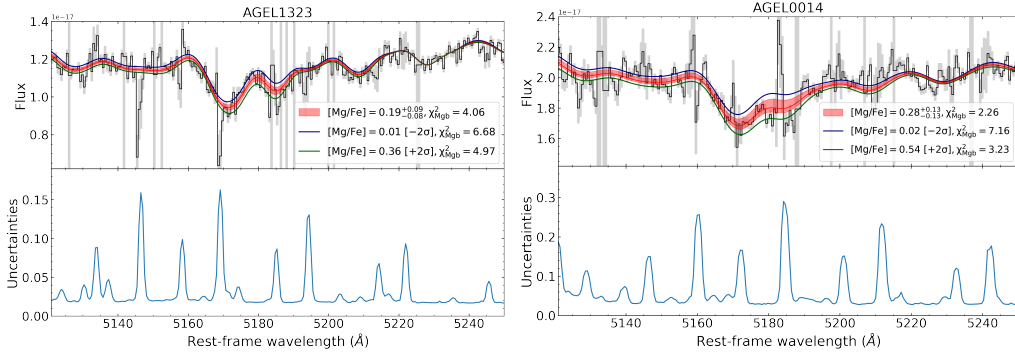 AGEL1323
1e−17
1.4
1.2
1.0
0.8
Flux
[Mg/Fe] = 0.19+0.09−0.08, χ²Mgb = 4.06
[Mg/Fe] = 0.01 [−2σ], χ²Mgb = 6.68
[Mg/Fe] = 0.36 [+2σ], χ²Mgb = 4.97
0.15
0.10
0.05
0.00
Uncertainties
5140 5160 5180 5200 5220 5240
Rest-frame wavelength (Å)
AGEL0014
1e−17
2.4
2.2
2.0
1.8
1.6
Flux
[Mg/Fe] = 0.28+0.13−0.13, χ²Mgb = 2.26
[Mg/Fe] = 0.02 [−2σ], χ²Mgb = 7.16
[Mg/Fe] = 0.54 [+2σ], χ²Mgb = 3.23
0.3
0.2
0.1
0.0
Uncertainties
5140 5160 5180 5200 5220 5240
Rest-frame wavelength (Å)